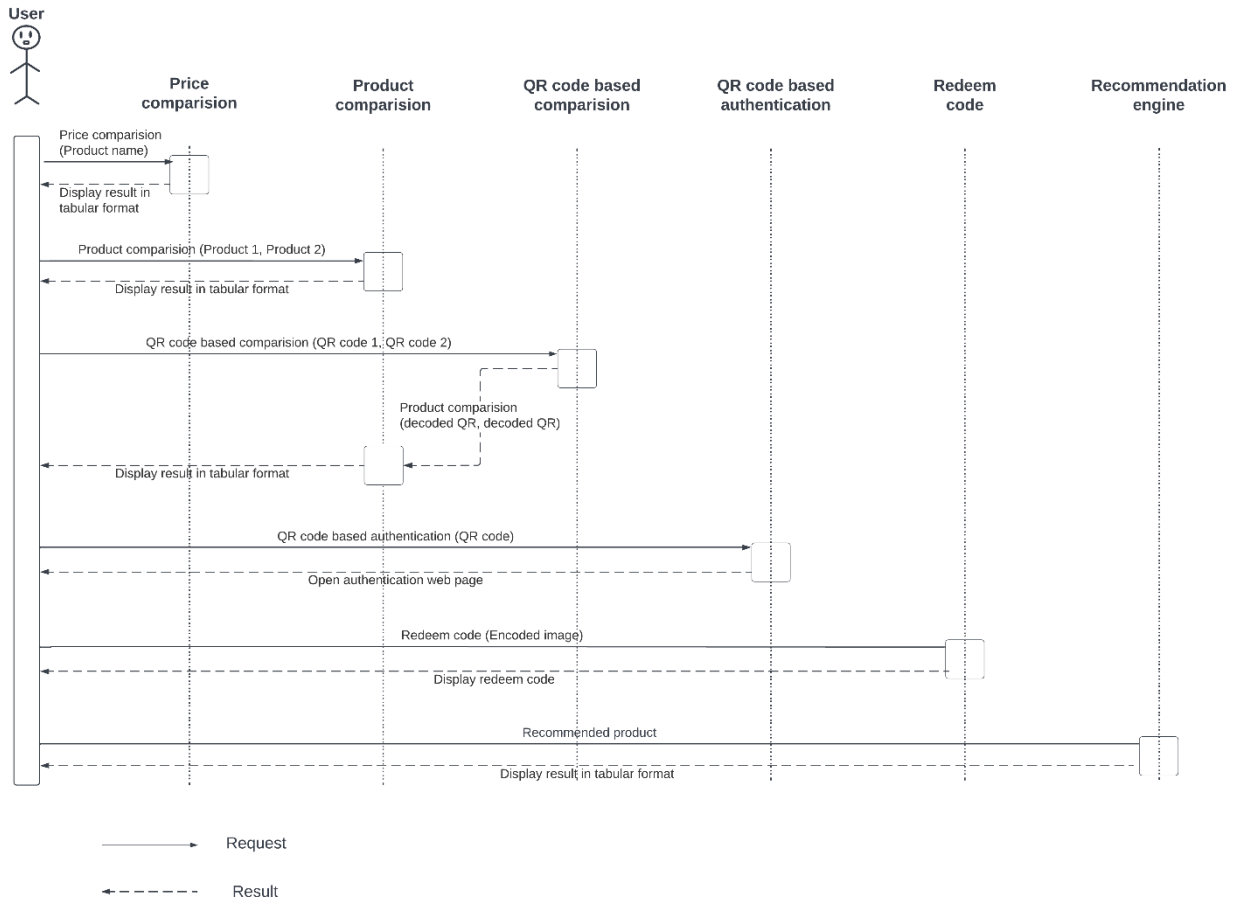 User
Price
comparision
Product
comparision
QR code based
comparision
QR code based
authentication
Redeem
code
Recommendation
engine
Price comparision
(Product name)
Display result in
tabular format
Product comparision (Product 1, Product 2)
Display result in tabular format
QR code based comparision (QR code 1, QR code 2)
Product comparision
(decoded QR, decoded QR)
Display result in tabular format
QR code based authentication (QR code)
Open authentication web page
Redeem code (Encoded image)
Display redeem code
Recommended product
Display result in tabular format
Request
Result